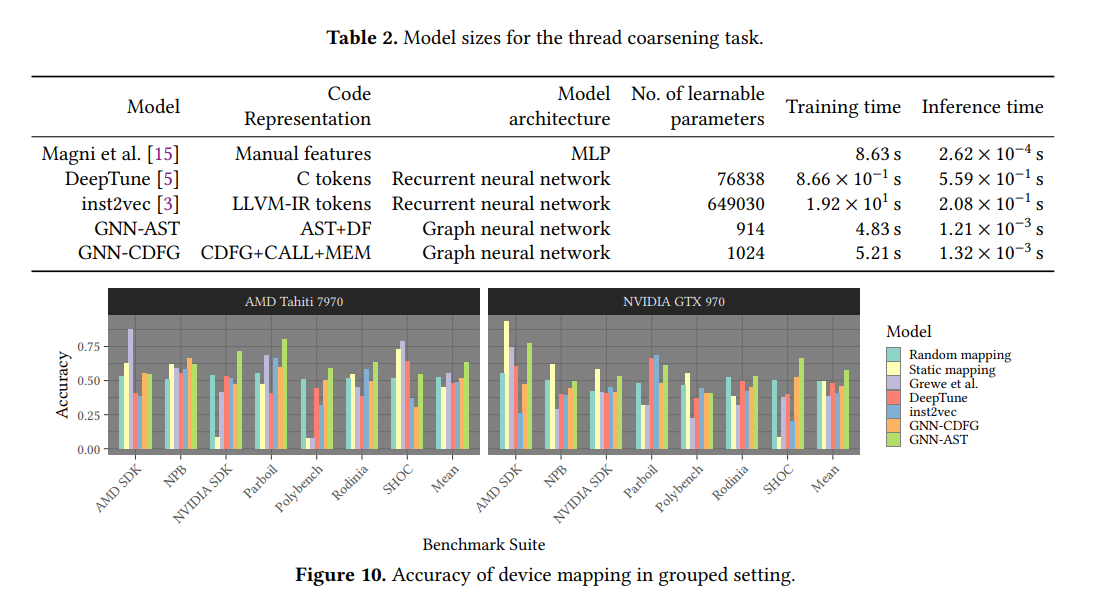 Table 2. Model sizes for the thread coarsening task.
Model Code Representation Model architecture No. of learnable parameters Training time Inference time
Magni et al. [15] Manual features MLP 8.63 s 2.62 × 10⁻⁴ s
DeepTune [5] C tokens Recurrent neural network 76838 8.66 × 10⁻¹ s 5.59 × 10⁻¹ s
inst2vec [3] LLVM-IR tokens Recurrent neural network 649030 1.92 × 10¹ s 2.08 × 10⁻¹ s
GNN-AST AST+DF Graph neural network 914 4.83 s 1.21 × 10⁻³ s
GNN-CDFG CDFG+CALL+MEM Graph neural network 1024 5.21 s 1.32 × 10⁻³ s
AMD Tahiti 7970
NVIDIA GTX 970
Accuracy
0.75
0.50
0.25
0.00
AMD SDK
NPB
NVIDIA SDK
Parboil
Polybench
Rodinia
SHOC
Mean
AMD SDK
NPB
NVIDIA SDK
Parboil
Polybench
Rodinia
SHOC
Mean
Benchmark Suite
Model
Random mapping
Static mapping
Grewe et al.
DeepTune
inst2vec
GNN-CDFG
GNN-AST
Figure 10. Accuracy of device mapping in grouped setting.